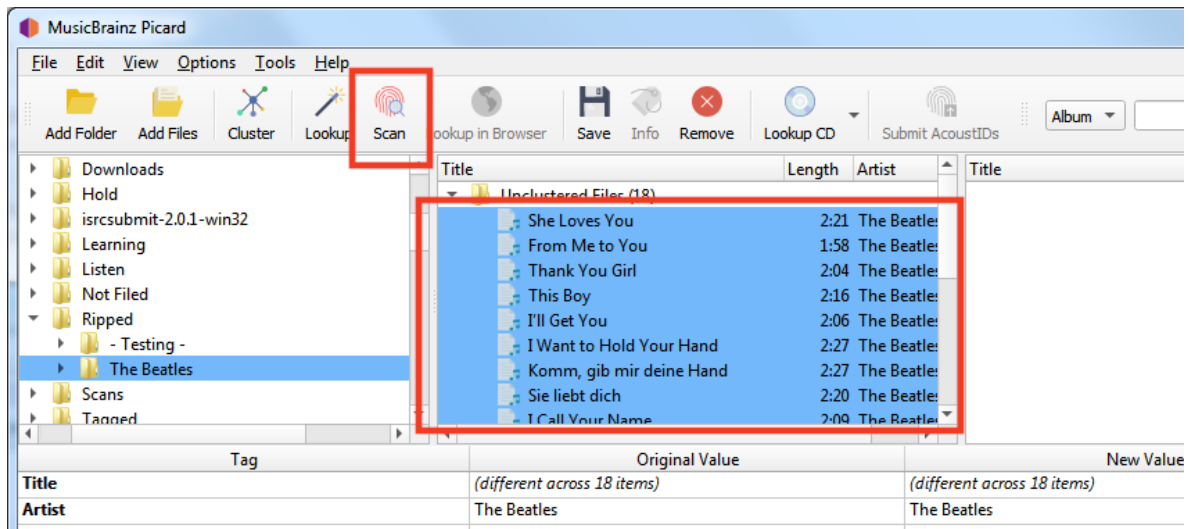 MusicBrainz Picard
File Edit View Options Tools Help
Add Folder Add Files Cluster Lookup Scan ookup in Browser Save Info Remove Lookup CD Submit AcoustIDs Album
Downloads
Hold
isrcsubmit-2.0.1-win32
Learning
Listen
Not Filed
Ripped
- Testing -
The Beatles
Scans
Tagged
Title Length Artist
Unclustered Files (18)
She Loves You 2:21 The Beatles
From Me to You 1:58 The Beatles
Thank You Girl 2:04 The Beatles
This Boy 2:16 The Beatles
I'll Get You 2:06 The Beatles
I Want to Hold Your Hand 2:27 The Beatles
Komm, gib mir deine Hand 2:27 The Beatles
Sie liebt dich 2:20 The Beatles
I Call Your Name 2:09 The Beatles
Title
Tag Original Value New Value
Title (different across 18 items) (different across 18 items)
Artist The Beatles The Beatles